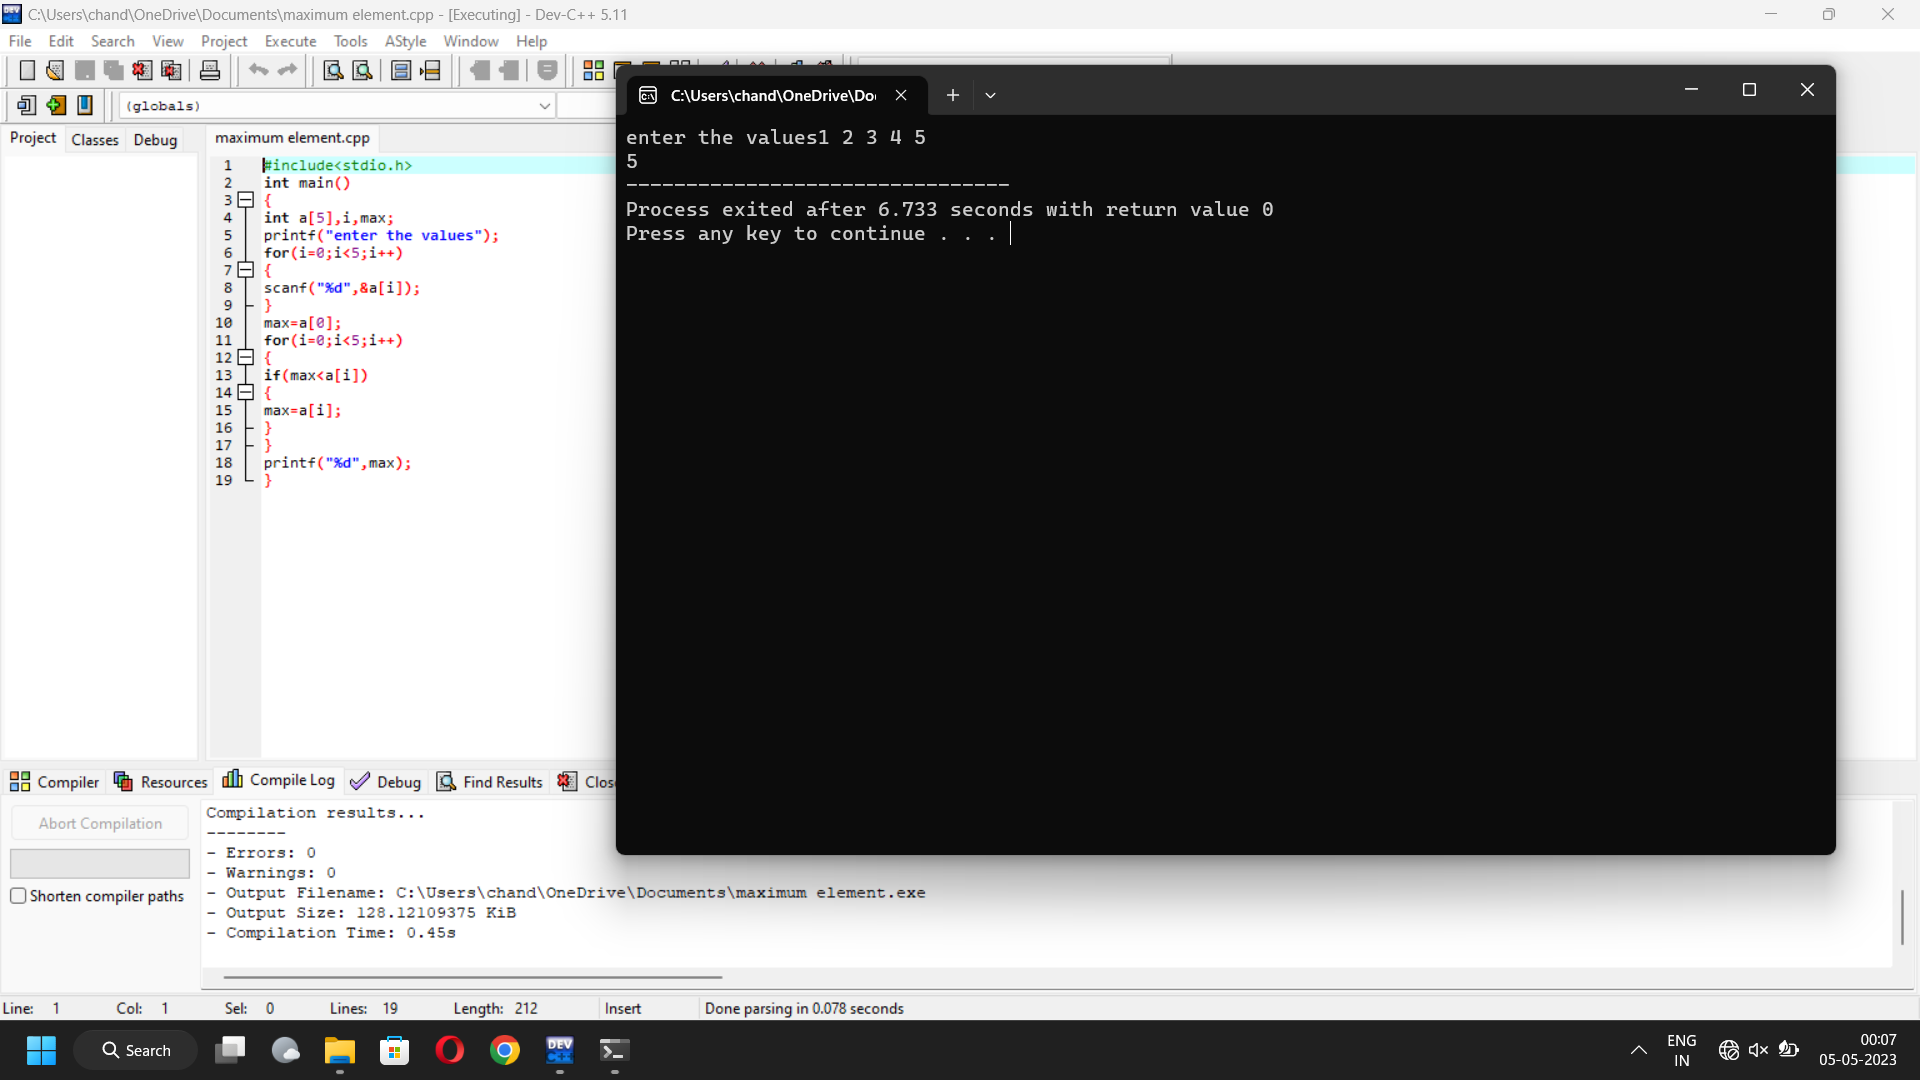 C:\Users\chand\OneDrive\Documents\maximum element.cpp - [Executing] - Dev-C++ 5.11
File Edit Search View Project Execute Tools AStyle Window Help
(globals)
Project Classes Debug
maximum element.cpp
1 #include<stdio.h>
2 int main()
3 {
4 int a[5],i,max;
5 printf("enter the values");
6 for(i=0;i<5;i++)
7 {
8 scanf("%d",&a[i]);
9 }
10 max=a[0];
11 for(i=0;i<5;i++)
12 {
13 if(max<a[i])
14 {
15 max=a[i];
16 }
17 }
18 printf("%d",max);
19 }
C:\Users\chand\OneDrive\Do
enter the values1 2 3 4 5
5
--------------------------------
Process exited after 6.733 seconds with return value 0
Press any key to continue . . .
Compiler Resources Compile Log Debug Find Results
Abort Compilation
Shorten compiler paths
Compilation results...
--------
- Errors: 0
- Warnings: 0
- Output Filename: C:\Users\chand\OneDrive\Documents\maximum element.exe
- Output Size: 128.12109375 KiB
- Compilation Time: 0.45s
Line: 1 Col: 1 Sel: 0 Lines: 19 Length: 212 Insert Done parsing in 0.078 seconds
Search
DEV C++
ENG
IN
00:07
05-05-2023